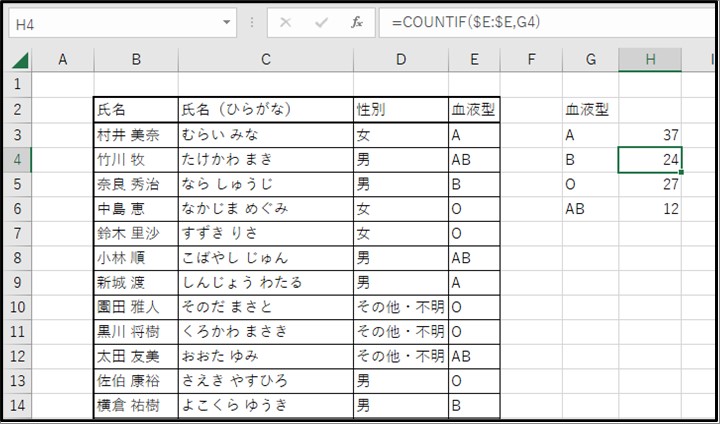 H4 fx =COUNTIF($E:$E,G4)
A B C D E F G H I
1
2 氏名 氏名（ひらがな） 性別 血液型 血液型
3 村井 美奈 むらい みな 女 A A 37
4 竹川 牧 たけかわ まき 男 AB B 24
5 奈良 秀治 なら しゅうじ 男 B O 27
6 中島 恵 なかじま めぐみ 女 O AB 12
7 鈴木 里沙 すずき りさ 女 O
8 小林 順 こばやし じゅん 男 AB
9 新城 渡 しんじょう わたる 男 A
10 園田 雅人 そのだ まさと その他・不明 O
11 黒川 将樹 くろかわ まさき その他・不明 O
12 太田 友美 おおた ゆみ その他・不明 AB
13 佐伯 康裕 さえき やすひろ 男 O
14 横倉 祐樹 よこくら ゆうき 男 B